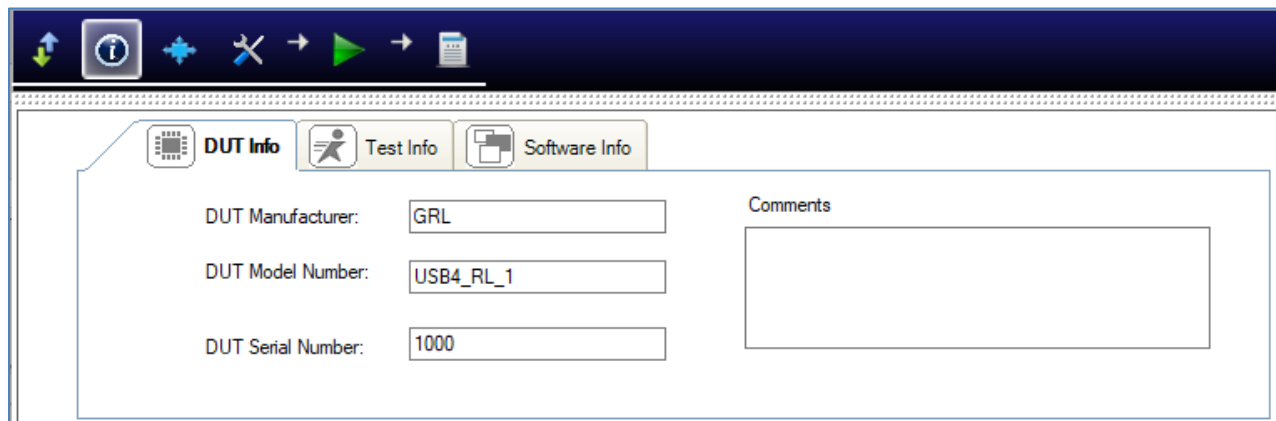 DUT Info Test Info Software Info
DUT Manufacturer: GRL Comments
DUT Model Number: USB4_RL_1
DUT Serial Number: 1000